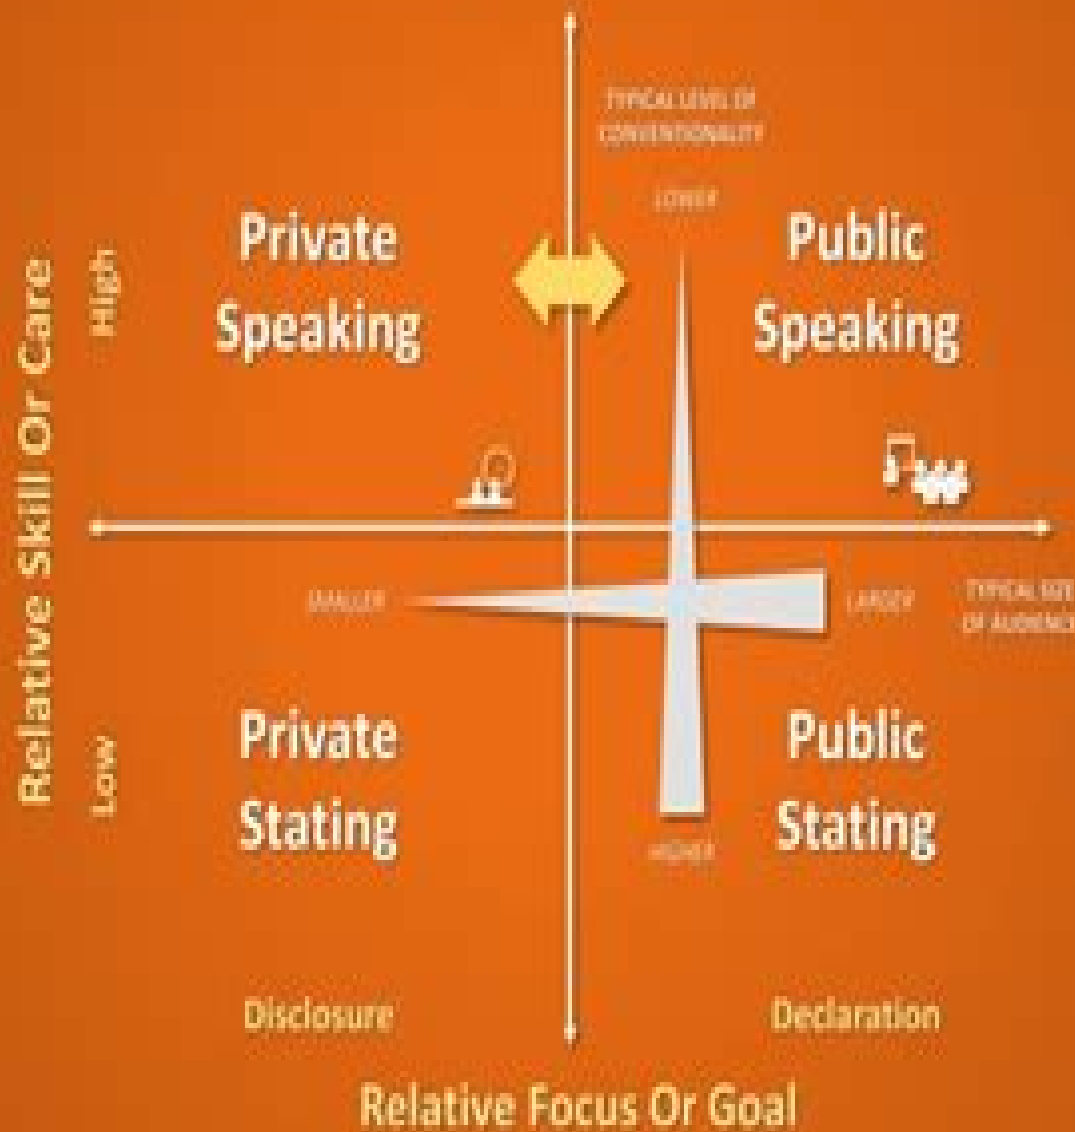 TYPICAL LEVEL OF
CONVENTIONALITY
LOWER
Private
Speaking
Public
Speaking
Relative Skill Or Care
High
Low
SMALLER
LARGER
TYPICAL SIZE
OF AUDIENC
Private
Stating
Public
Stating
HIGHER
Disclosure
Declaration
Relative Focus Or Goal